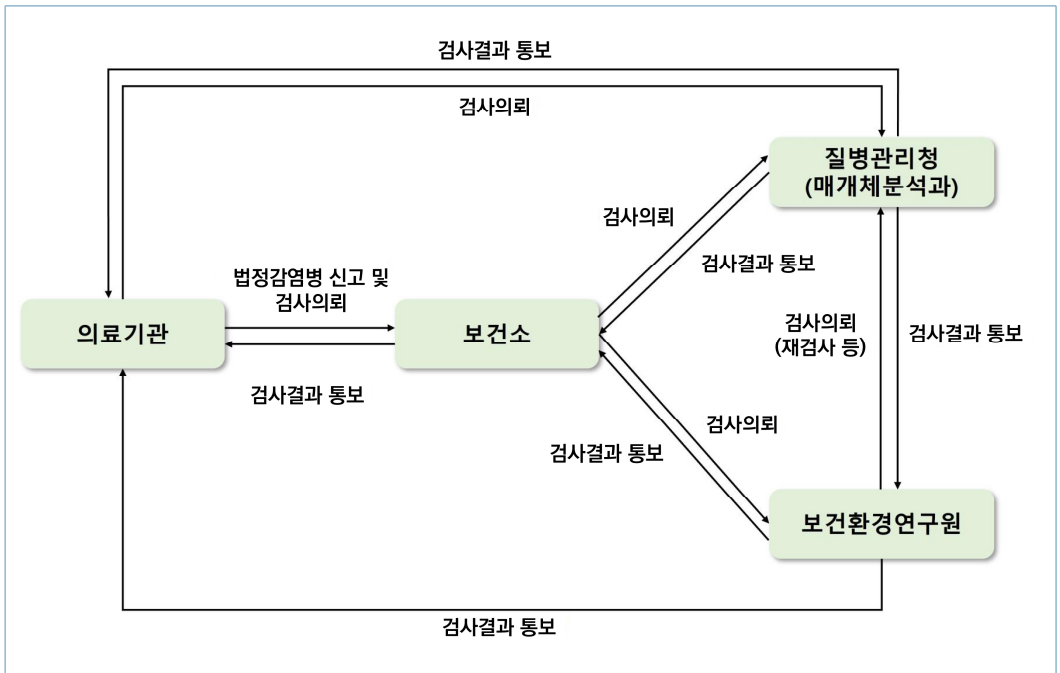 검사결과 통보
검사의뢰
질병관리청
(매개체분석과)
검사의뢰
검사결과 통보
법정감염병 신고 및
검사의뢰
의료기관
보건소
검사의뢰
(재검사 등)
검사결과 통보
검사결과 통보
검사의뢰
검사결과 통보
보건환경연구원
검사결과 통보